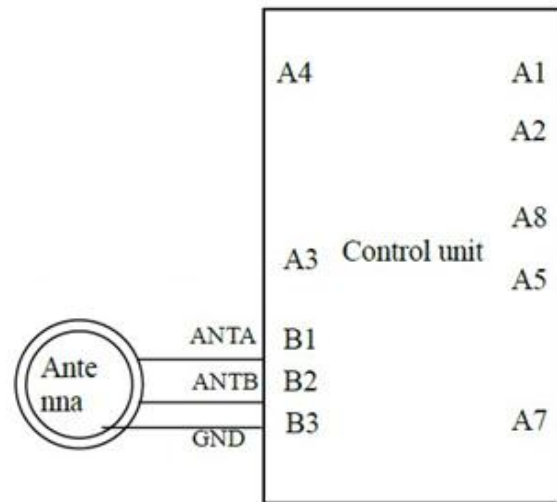 A4
A1
A2
A8
A3
Control unit
A5
ANTA
B1
Ante
nna
ANTB
B2
GND
B3
A7